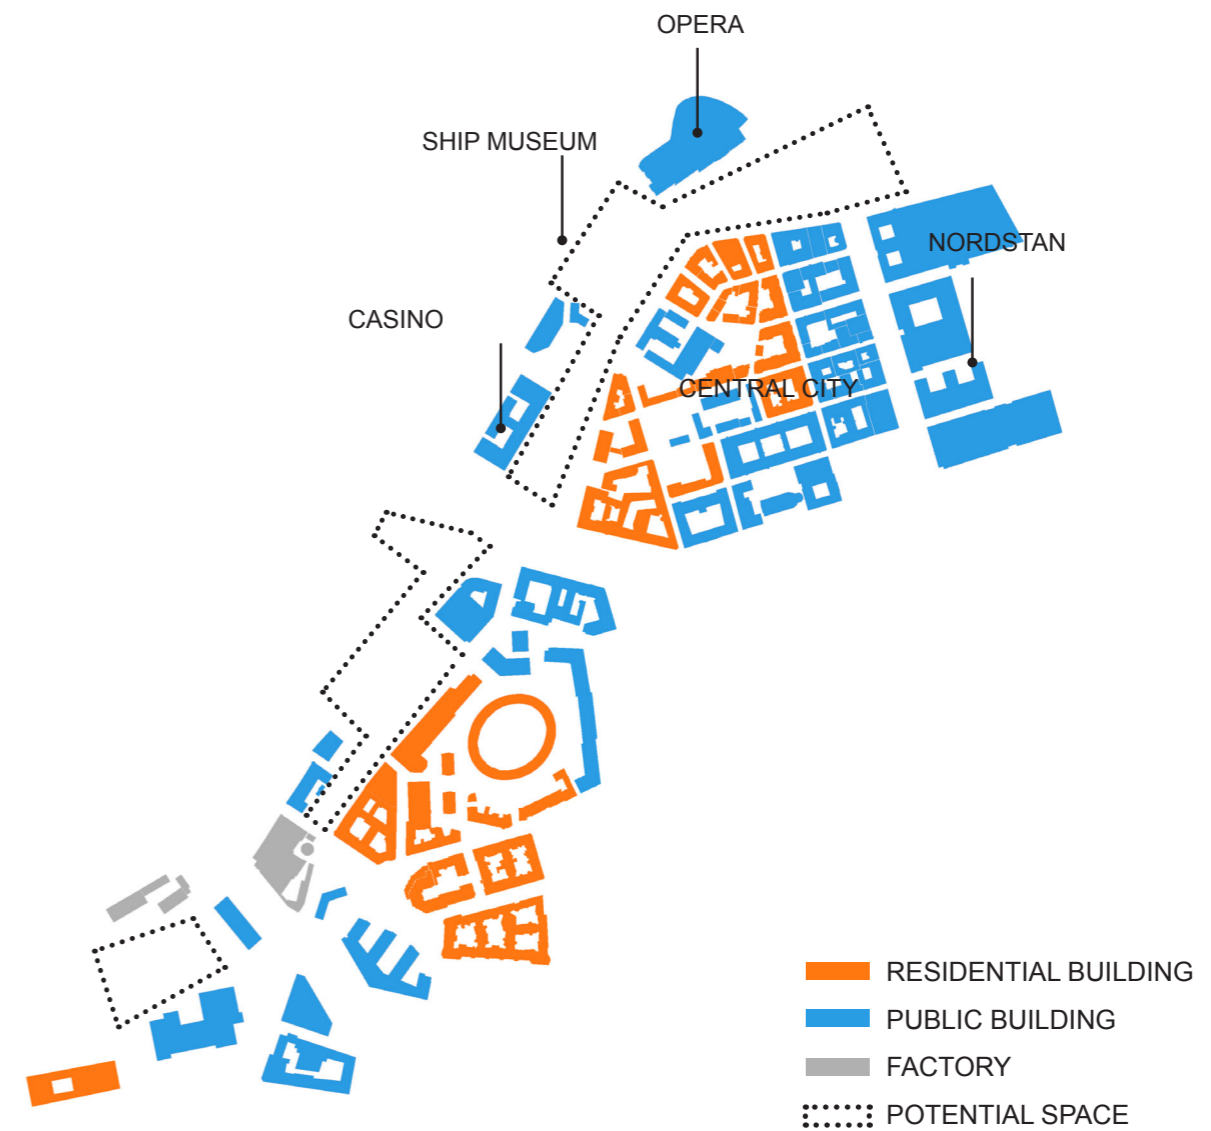 OPERA
SHIP MUSEUM
NORDSTAN
CASINO
CENTRAL CITY
RESIDENTIAL BUILDING
PUBLIC BUILDING
FACTORY
POTENTIAL SPACE